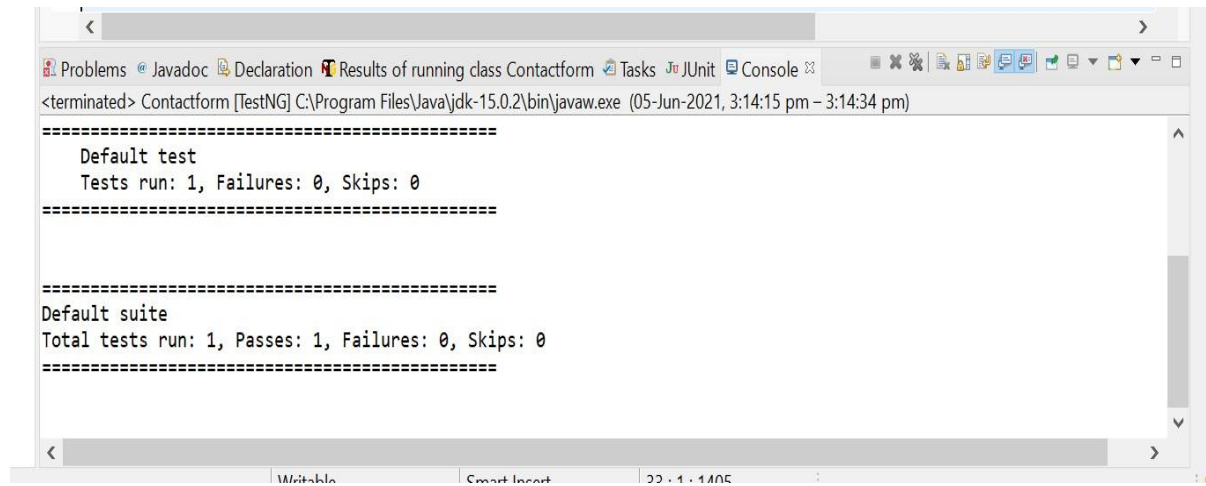 Problems Javadoc Declaration Results of running class Contactform Tasks JUnit Console
<terminated> Contactform [TestNG] C:\Program Files\Java\jdk-15.0.2\bin\javaw.exe (05-Jun-2021, 3:14:15 pm – 3:14:34 pm)
===============================================
Default test
Tests run: 1, Failures: 0, Skips: 0
===============================================
===============================================
Default suite
Total tests run: 1, Passes: 1, Failures: 0, Skips: 0
===============================================
Writable Smart Insert 33 : 1 : 1405